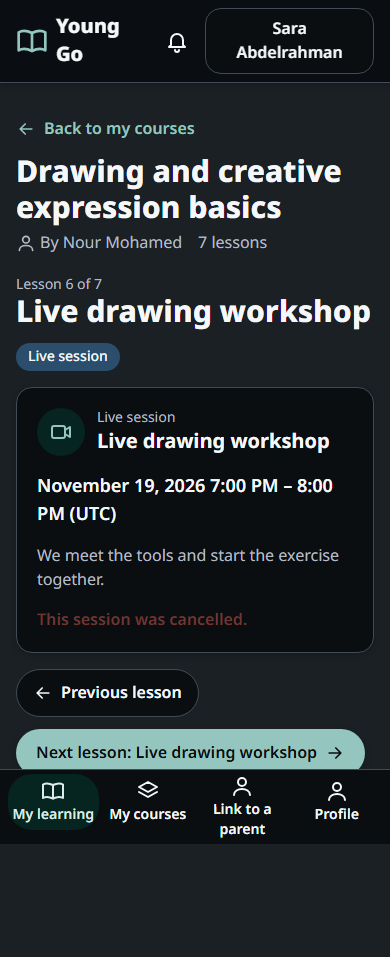 Young
Go
Sara
Abdelrahman
Back to my courses
Drawing and creative
expression basics
By Nour Mohamed 7 lessons
Lesson 6 of 7
Live drawing workshop
Live session
Live session
Live drawing workshop
November 19, 2026 7:00 PM – 8:00
PM (UTC)
We meet the tools and start the exercise
together.
This session was cancelled.
Previous lesson
Next lesson: Live drawing workshop
My learning
My courses
Link to a
parent
Profile